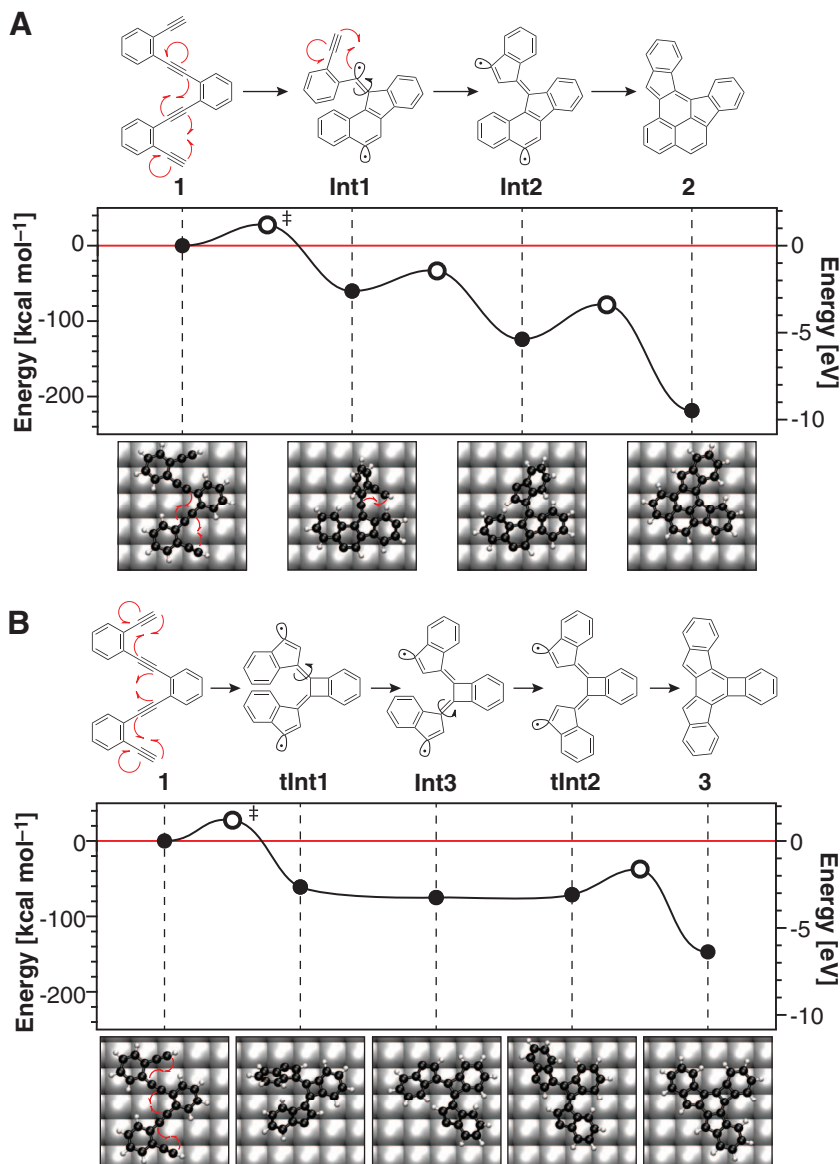 A
1 Int1 Int2 2
‡
Energy [kcal mol⁻¹]
0
-100
-200
0
-5
-10
Energy [eV]
B
1 tInt1 Int3 tInt2 3
‡
Energy [kcal mol⁻¹]
0
-100
-200
0
-5
-10
Energy [eV]